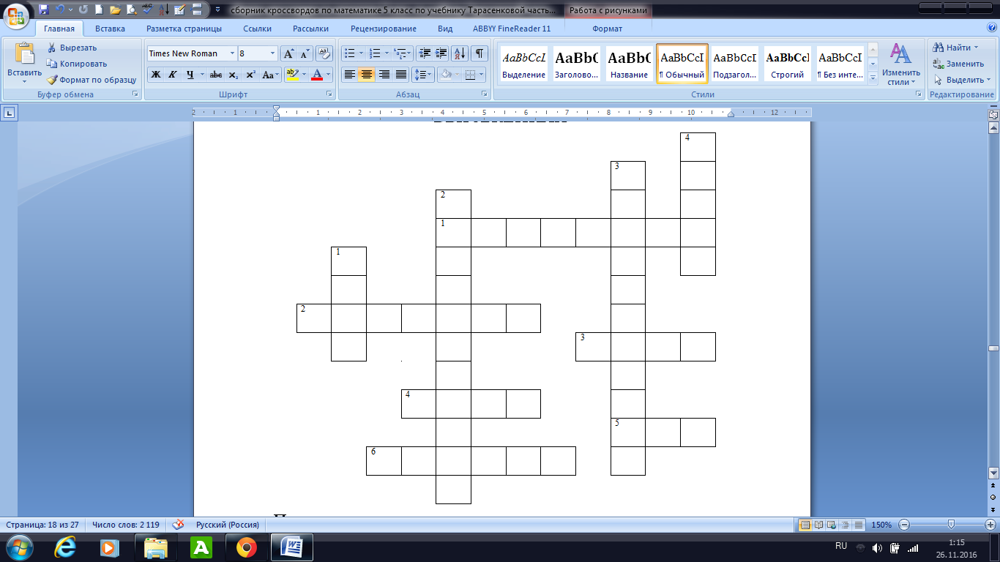 сборник кроссвордов по математике 5 класс по учебнику Тарасенкова
Работа с рисунками
Главная Вставка Разметка страницы Ссылки Рассылки Рецензирование Вид ABBYY FineReader 11 Формат
Вставить
Вырезать
Копировать
Формат по образцу
Буфер обмена
Times New Roman 8
Ж К Ч abc x₂ x² Aa
Шрифт
Абзац
AaBbCcI AaBbC AaBbC AaBbCcI AaBbCcI AaBbCcI AaBbCcI
Выделение Заголово... Название ¶ Обычный Подзагол... Строгий ¶ Без инте...
Стили
Изменить стили
Найти
Заменить
Выделить
Редактирование
2 1 1 2 3 4 5 6 7 8 9 10 12
4
3
2
1
1
2
3
4
5
6
Страница: 18 из 27 Число слов: 2 119 Русский (Россия) 150%
RU 1:15
26.11.2016